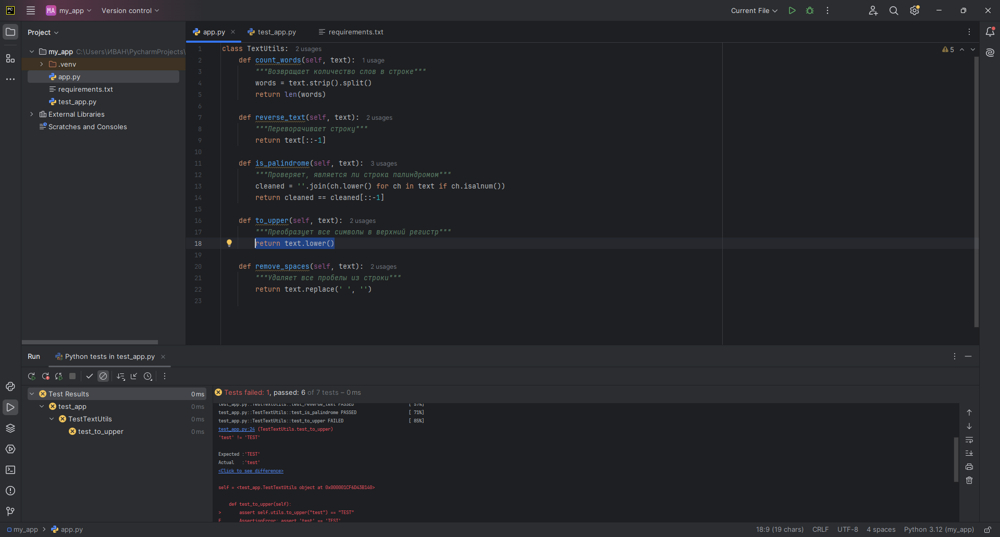 PC
MA my_app
Version control
Current File
Project
my_app C:\Users\ИВАН\PycharmProjects\
.venv
app.py
requirements.txt
test_app.py
External Libraries
Scratches and Consoles
app.py
test_app.py
requirements.txt
5
1 class TextUtils: 2 usages
2 def count_words(self, text): 1 usage
3 """Возвращает количество слов в строке"""
4 words = text.strip().split()
5 return len(words)
6
7 def reverse_text(self, text): 2 usages
8 """Переворачивает строку"""
9 return text[::-1]
10
11 def is_palindrome(self, text): 3 usages
12 """Проверяет, является ли строка палиндромом"""
13 cleaned = ''.join(ch.lower() for ch in text if ch.isalnum())
14 return cleaned == cleaned[::-1]
15
16 def to_upper(self, text): 2 usages
17 """Преобразует все символы в верхний регистр"""
18 return text.lower()
19
20 def remove_spaces(self, text): 2 usages
21 """Удаляет все пробелы из строки"""
22 return text.replace(' ', '')
23
Run
Python tests in test_app.py
Test Results 0 ms
test_app 0 ms
TestTextUtils 0 ms
test_to_upper 0 ms
Tests failed: 1, passed: 6 of 7 tests – 0 ms
test_app.py::TestTextUtils::test_reverse_text PASSED [ 57%]
test_app.py::TestTextUtils::test_is_palindrome PASSED [ 71%]
test_app.py::TestTextUtils::test_to_upper FAILED [ 85%]
test_app.py:24 (TestTextUtils.test_to_upper)
'test' != 'TEST'
Expected :'TEST'
Actual :'test'
<Click to see difference>
self = <test_app.TestTextUtils object at 0x000001CF6D43B140>
def test_to_upper(self):
> assert self.utils.to_upper("test") == "TEST"
E AssertionError: assert 'test' == 'TEST'
my_app
app.py
18:9 (19 chars)
CRLF
UTF-8
4 spaces
Python 3.12 (my_app)